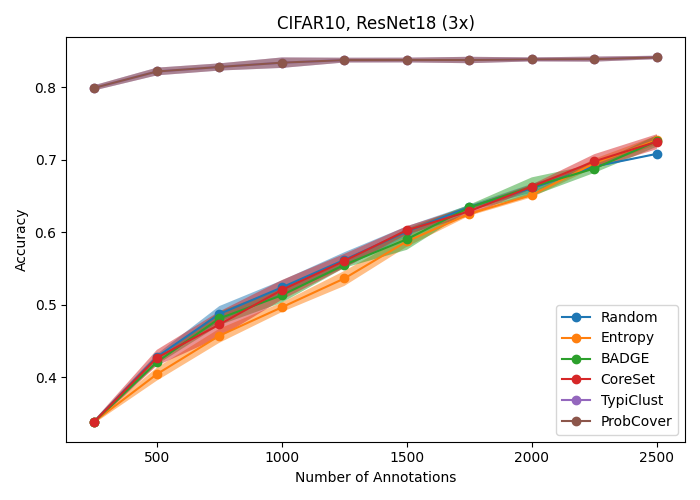 CIFAR10, ResNet18 (3x)
Accuracy
0.8
0.7
0.6
0.5
0.4
Random
Entropy
BADGE
CoreSet
TypiClust
ProbCover
500 1000 1500 2000 2500
Number of Annotations